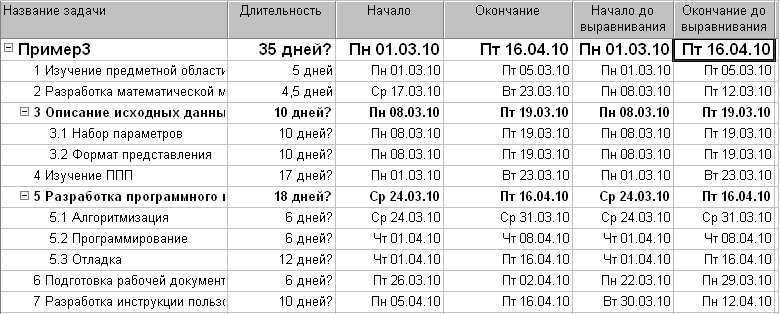 Название задачи Длительность Начало Окончание Начало до выравнивания Окончание до выравнивания
Пример3 35 дней? Пн 01.03.10 Пт 16.04.10 Пн 01.03.10 Пт 16.04.10
1 Изучение предметной области 5 дней Пн 01.03.10 Пт 05.03.10 Пн 01.03.10 Пт 05.03.10
2 Разработка математической м 4,5 дней Ср 17.03.10 Вт 23.03.10 Пн 08.03.10 Пт 12.03.10
3 Описание исходных данны 10 дней? Пн 08.03.10 Пт 19.03.10 Пн 08.03.10 Пт 19.03.10
3.1 Набор параметров 10 дней? Пн 08.03.10 Пт 19.03.10 Пн 08.03.10 Пт 19.03.10
3.2 Формат представления 10 дней? Пн 08.03.10 Пт 19.03.10 Пн 08.03.10 Пт 19.03.10
4 Изучение ППП 17 дней? Пн 01.03.10 Вт 23.03.10 Пн 01.03.10 Вт 23.03.10
5 Разработка программного 18 дней? Ср 24.03.10 Пт 16.04.10 Ср 24.03.10 Пт 16.04.10
5.1 Алгоритмизация 6 дней? Ср 24.03.10 Ср 31.03.10 Ср 24.03.10 Ср 31.03.10
5.2 Программирование 6 дней? Чт 01.04.10 Чт 08.04.10 Чт 01.04.10 Чт 08.04.10
5.3 Отладка 12 дней? Чт 01.04.10 Пт 16.04.10 Чт 01.04.10 Пт 16.04.10
6 Подготовка рабочей документ 6 дней? Пт 26.03.10 Пт 02.04.10 Пн 22.03.10 Пн 29.03.10
7 Разработка инструкции пользо 10 дней? Пн 05.04.10 Пт 16.04.10 Вт 30.03.10 Пн 12.04.10